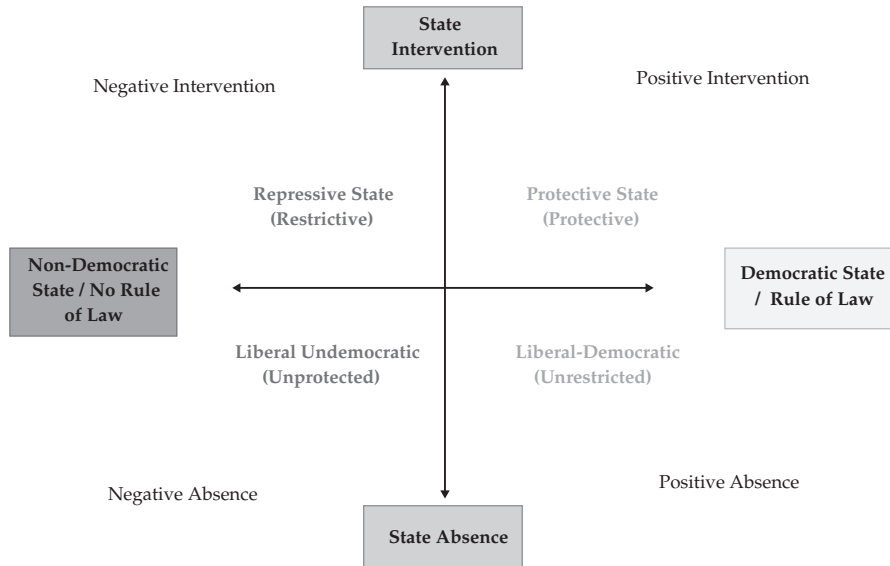 State
Intervention
Negative Intervention
Positive Intervention
Repressive State
(Restrictive)
Protective State
(Protective)
Non-Democratic
State / No Rule
of Law
Democratic State
/ Rule of Law
Liberal Undemocratic
(Unprotected)
Liberal-Democratic
(Unrestricted)
Negative Absence
Positive Absence
State Absence